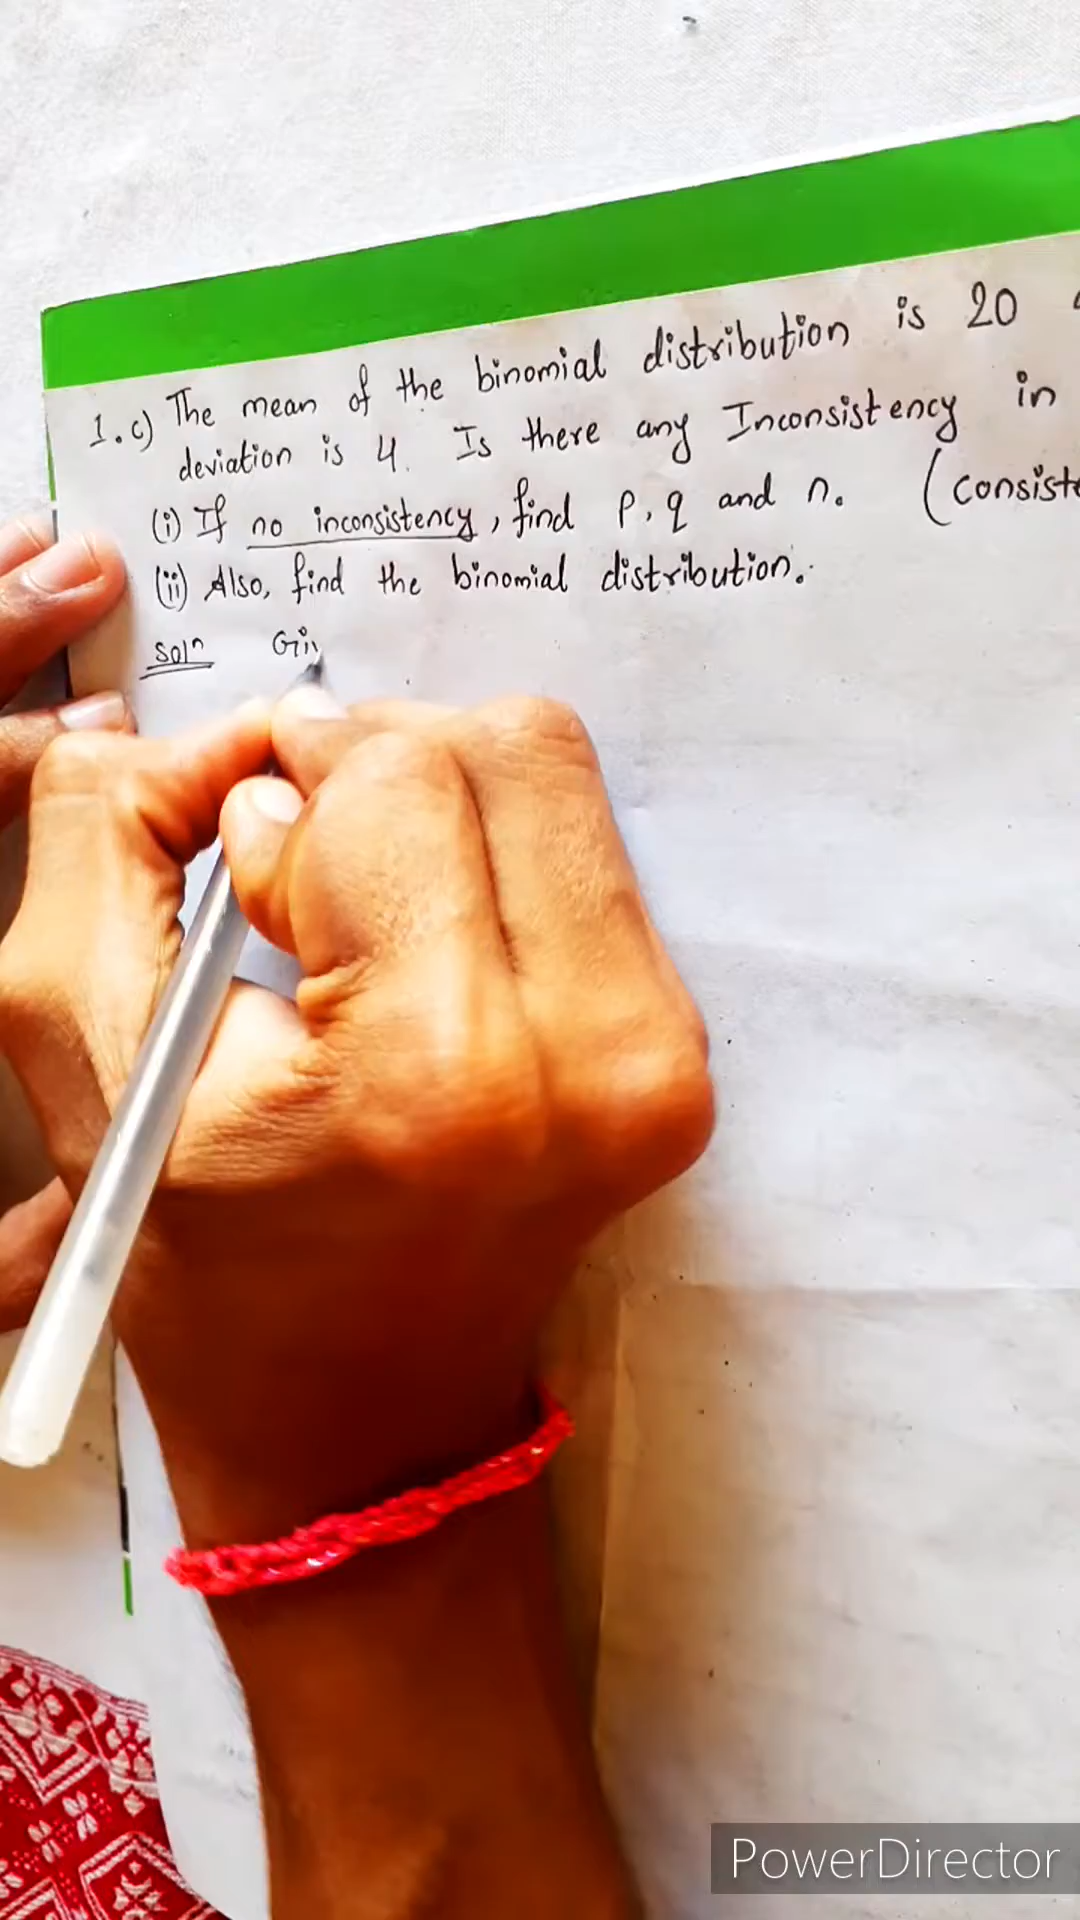 1.c) The mean of the binomial distribution is 20
deviation is 4. Is there any Inconsistency in
(i) If no inconsistency, find p, q and n. (consiste
(ii) Also, find the binomial distribution.
Solⁿ Giv
PowerDirector